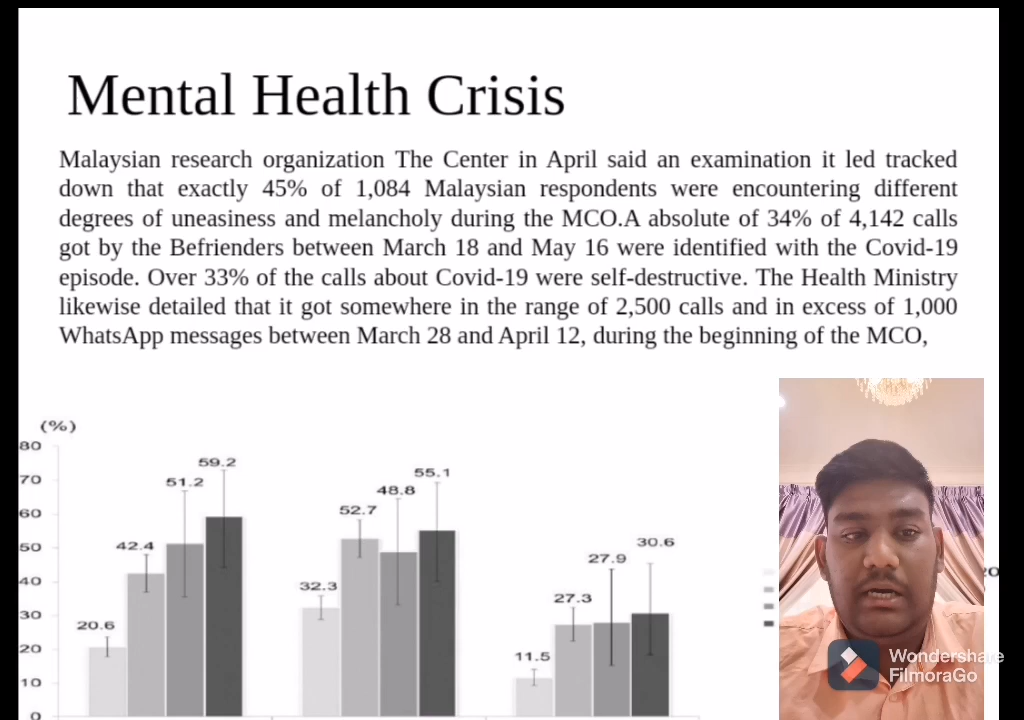 Mental Health Crisis
Malaysian research organization The Center in April said an examination it led tracked
down that exactly 45% of 1,084 Malaysian respondents were encountering different
degrees of uneasiness and melancholy during the MCO.A absolute of 34% of 4,142 calls
got by the Befrienders between March 18 and May 16 were identified with the Covid-19
episode. Over 33% of the calls about Covid-19 were self-destructive. The Health Ministry
likewise detailed that it got somewhere in the range of 2,500 calls and in excess of 1,000
WhatsApp messages between March 28 and April 12, during the beginning of the MCO,
(%)
80
70
60
50
40
30
20
10
0
20.6
42.4
51.2
59.2
32.3
52.7
48.8
55.1
11.5
27.3
27.9
30.6
Wondershare
FilmoraGo